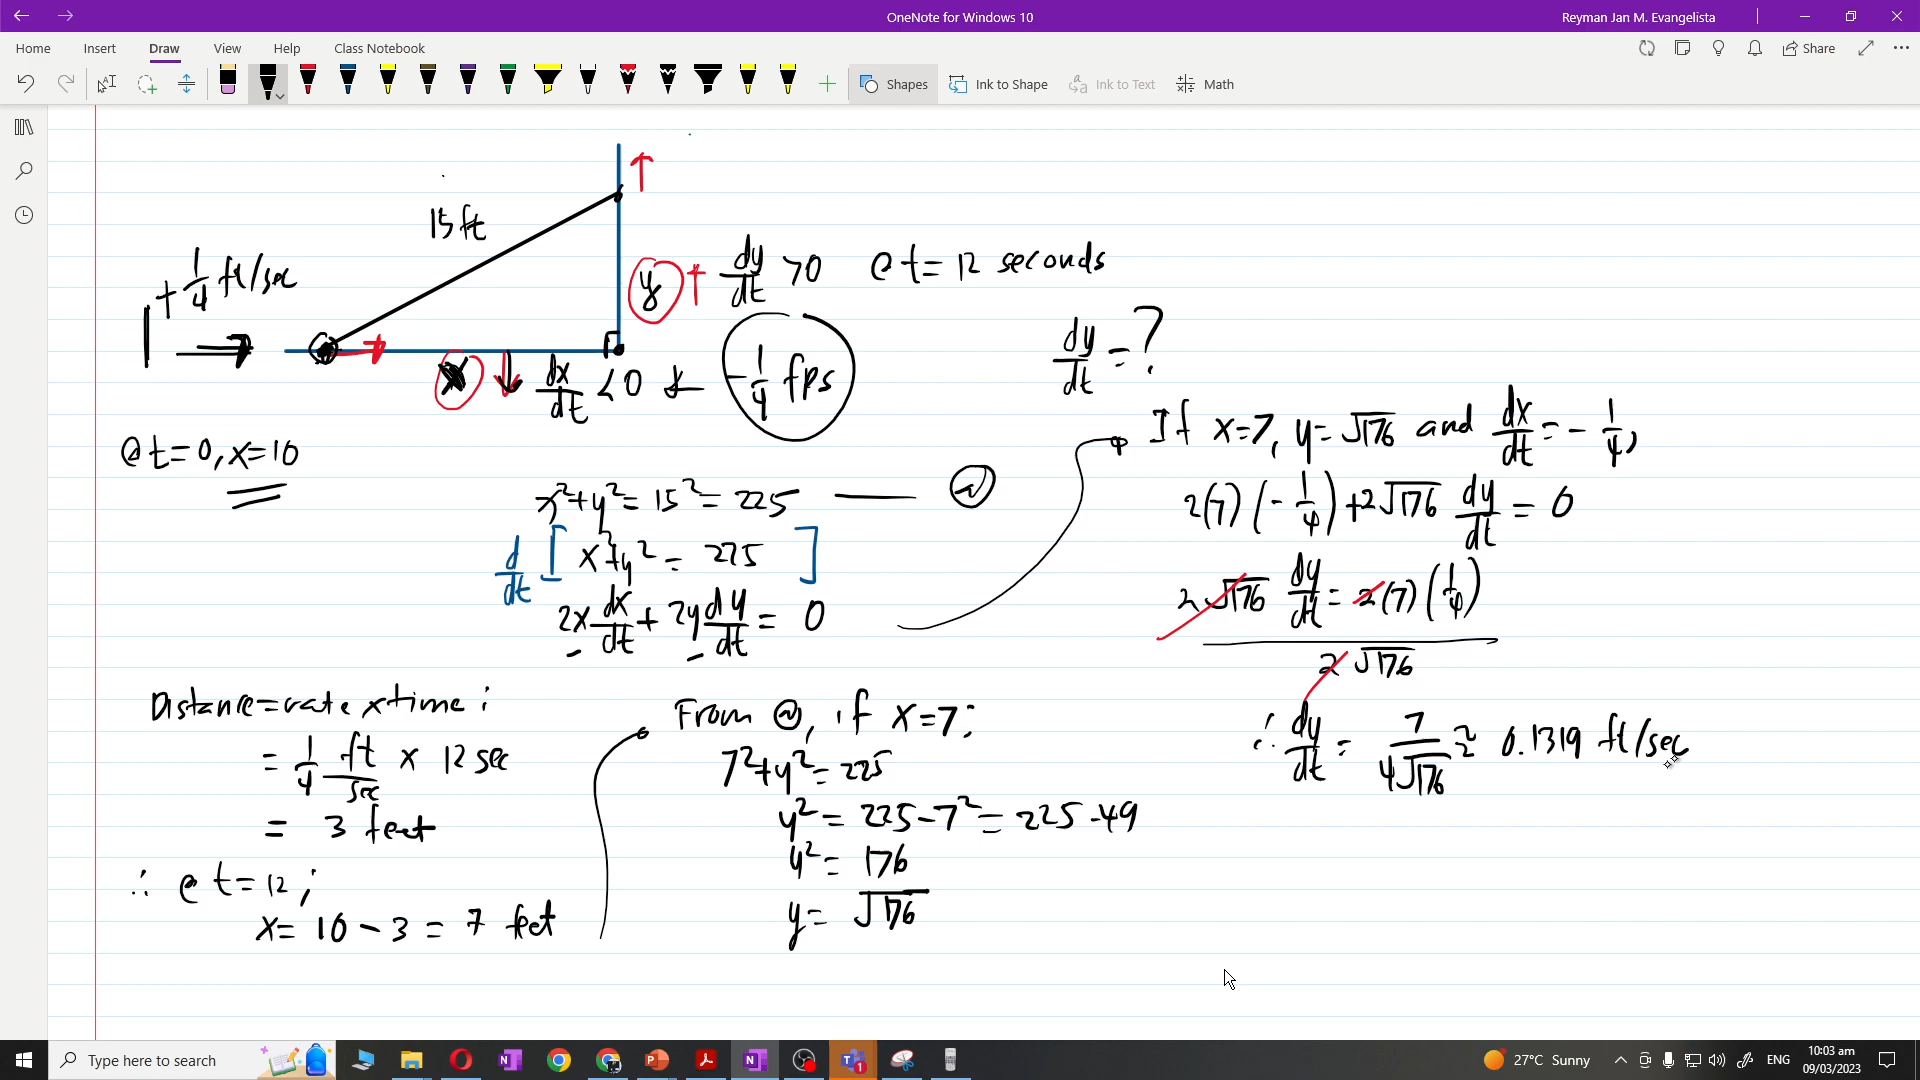 OneNote for Windows 10
Reyman Jan M. Evangelista
Home Insert Draw View Help Class Notebook
Share
Shapes Ink to Shape Ink to Text Math
15 ft
+ 1/4 ft/sec
y ↑ dy/dt > 0 @ t = 12 seconds
x ↓ dx/dt < 0 ← - 1/4 fps
dy/dt = ?
@ t = 0, x = 10
x² + y² = 15² = 225 —— @
d/dt [ x² + y² = 225 ]
2x dx/dt + 2y dy/dt = 0
Distance = rate x time :
= 1/4 ft/sec x 12 sec
= 3 feet
∴ @ t = 12 ;
x = 10 - 3 = 7 feet
From @, if x = 7 ;
7² + y² = 225
y² = 225 - 7² = 225 - 49
y² = 176
y = √176
If x = 7, y = √176 and dx/dt = - 1/4,
2(7)(- 1/4) + 2√176 dy/dt = 0
2√176 dy/dt = 2(7)(1/4)
2√176
∴ dy/dt = 7/4√176 ≈ 0.1319 ft/sec
Type here to search
1
27°C Sunny
ENG
10:03 am
09/03/2023